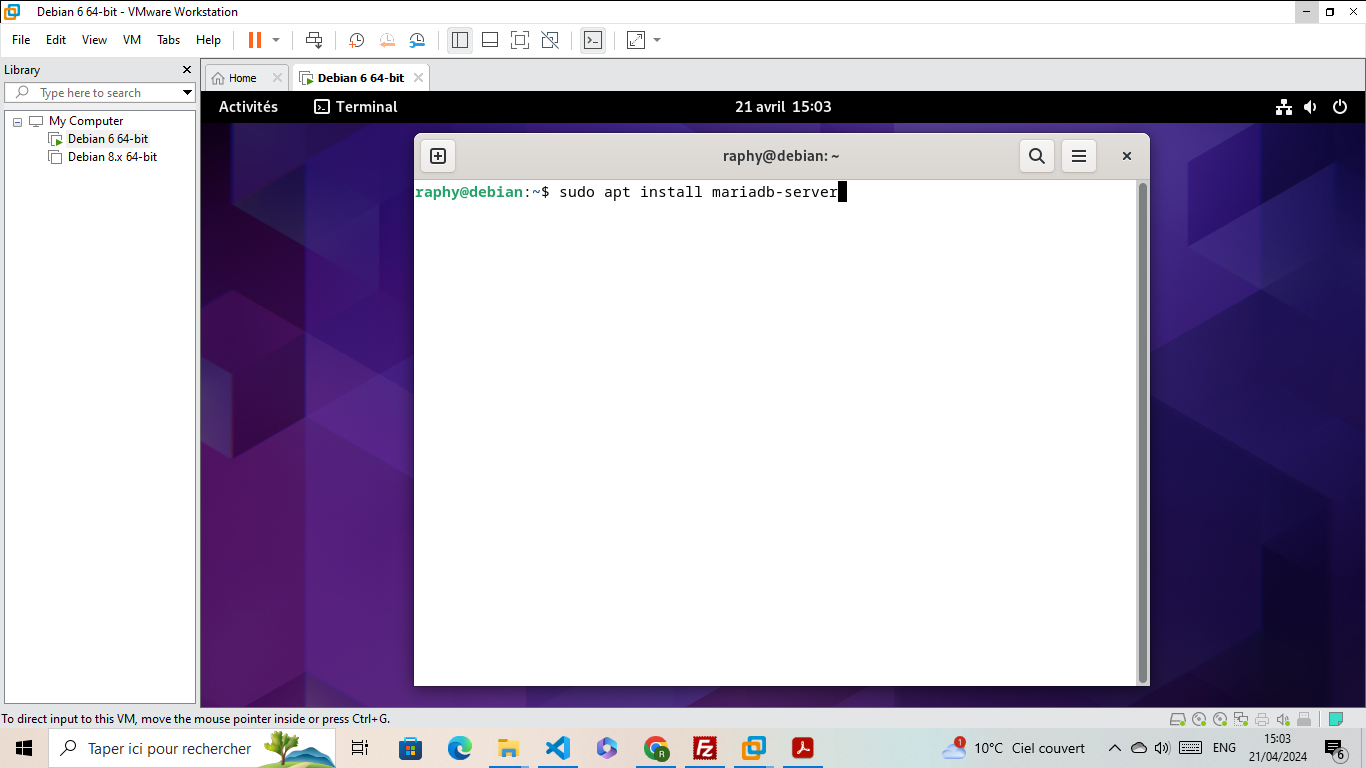 Debian 6 64-bit - VMware Workstation
File Edit View VM Tabs Help
Library
Type here to search
My Computer
Debian 6 64-bit
Debian 8.x 64-bit
Home
Debian 6 64-bit
Activités
Terminal
21 avril 15:03
raphy@debian: ~
raphy@debian:~$ sudo apt install mariadb-server
To direct input to this VM, move the mouse pointer inside or press Ctrl+G.
Taper ici pour rechercher
R
Fz
1
10°C Ciel couvert
ENG
15:03
21/04/2024
6